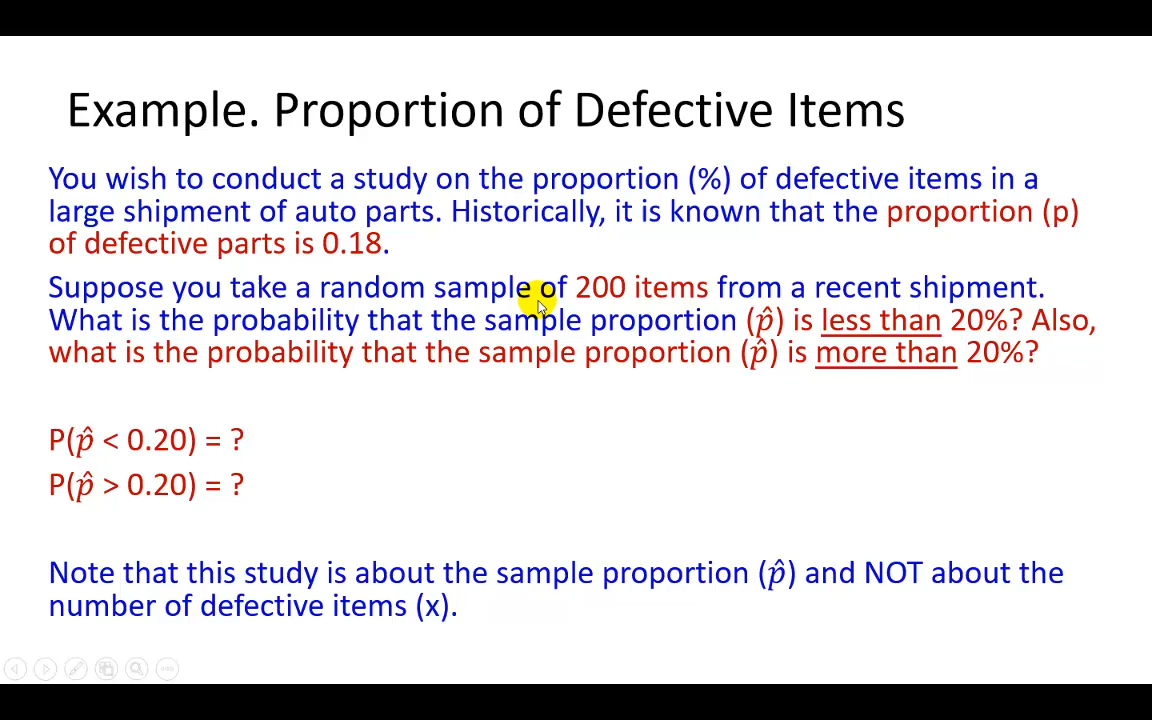 Example. Proportion of Defective Items
You wish to conduct a study on the proportion (%) of defective items in a
large shipment of auto parts. Historically, it is known that the proportion (p)
of defective parts is 0.18.
Suppose you take a random sample of 200 items from a recent shipment.
What is the probability that the sample proportion (p̂) is less than 20%? Also,
what is the probability that the sample proportion (p̂) is more than 20%?
P(p̂ < 0.20) = ?
P(p̂ > 0.20) = ?
Note that this study is about the sample proportion (p̂) and NOT about the
number of defective items (x).